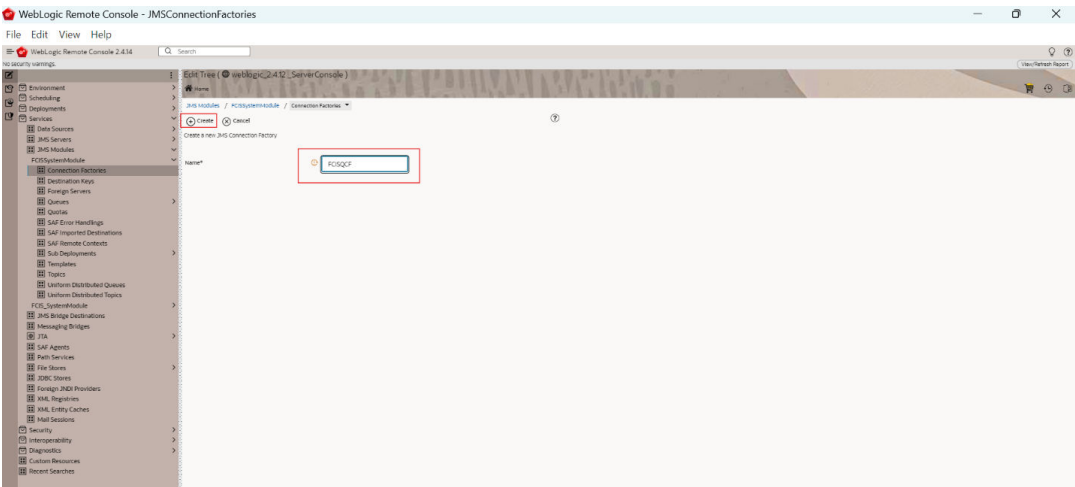 WebLogic Remote Console - JMSConnectionFactories
File Edit View Help
WebLogic Remote Console 2.4.14
Search
No security warnings.
View/Refresh Report
Edit Tree ( weblogic_2.4.12_ServerConsole )
Home
Environment
Scheduling
Deployments
Services
Data Sources
JMS Servers
JMS Modules
FCISSystemModule
Connection Factories
Destination Keys
Foreign Servers
Queues
Quotas
SAF Error Handlings
SAF Imported Destinations
SAF Remote Contexts
Sub Deployments
Templates
Topics
Uniform Distributed Queues
Uniform Distributed Topics
FCIS_SystemModule
JMS Bridge Destinations
Messaging Bridges
JTA
SAF Agents
Path Services
File Stores
JDBC Stores
Foreign JNDI Providers
XML Registries
XML Entity Caches
Mail Sessions
Security
Interoperability
Diagnostics
Custom Resources
Recent Searches
JMS Modules / FCISSystemModule / Connection Factories
Create Cancel
Create a new JMS Connection Factory
Name* FCISQCF